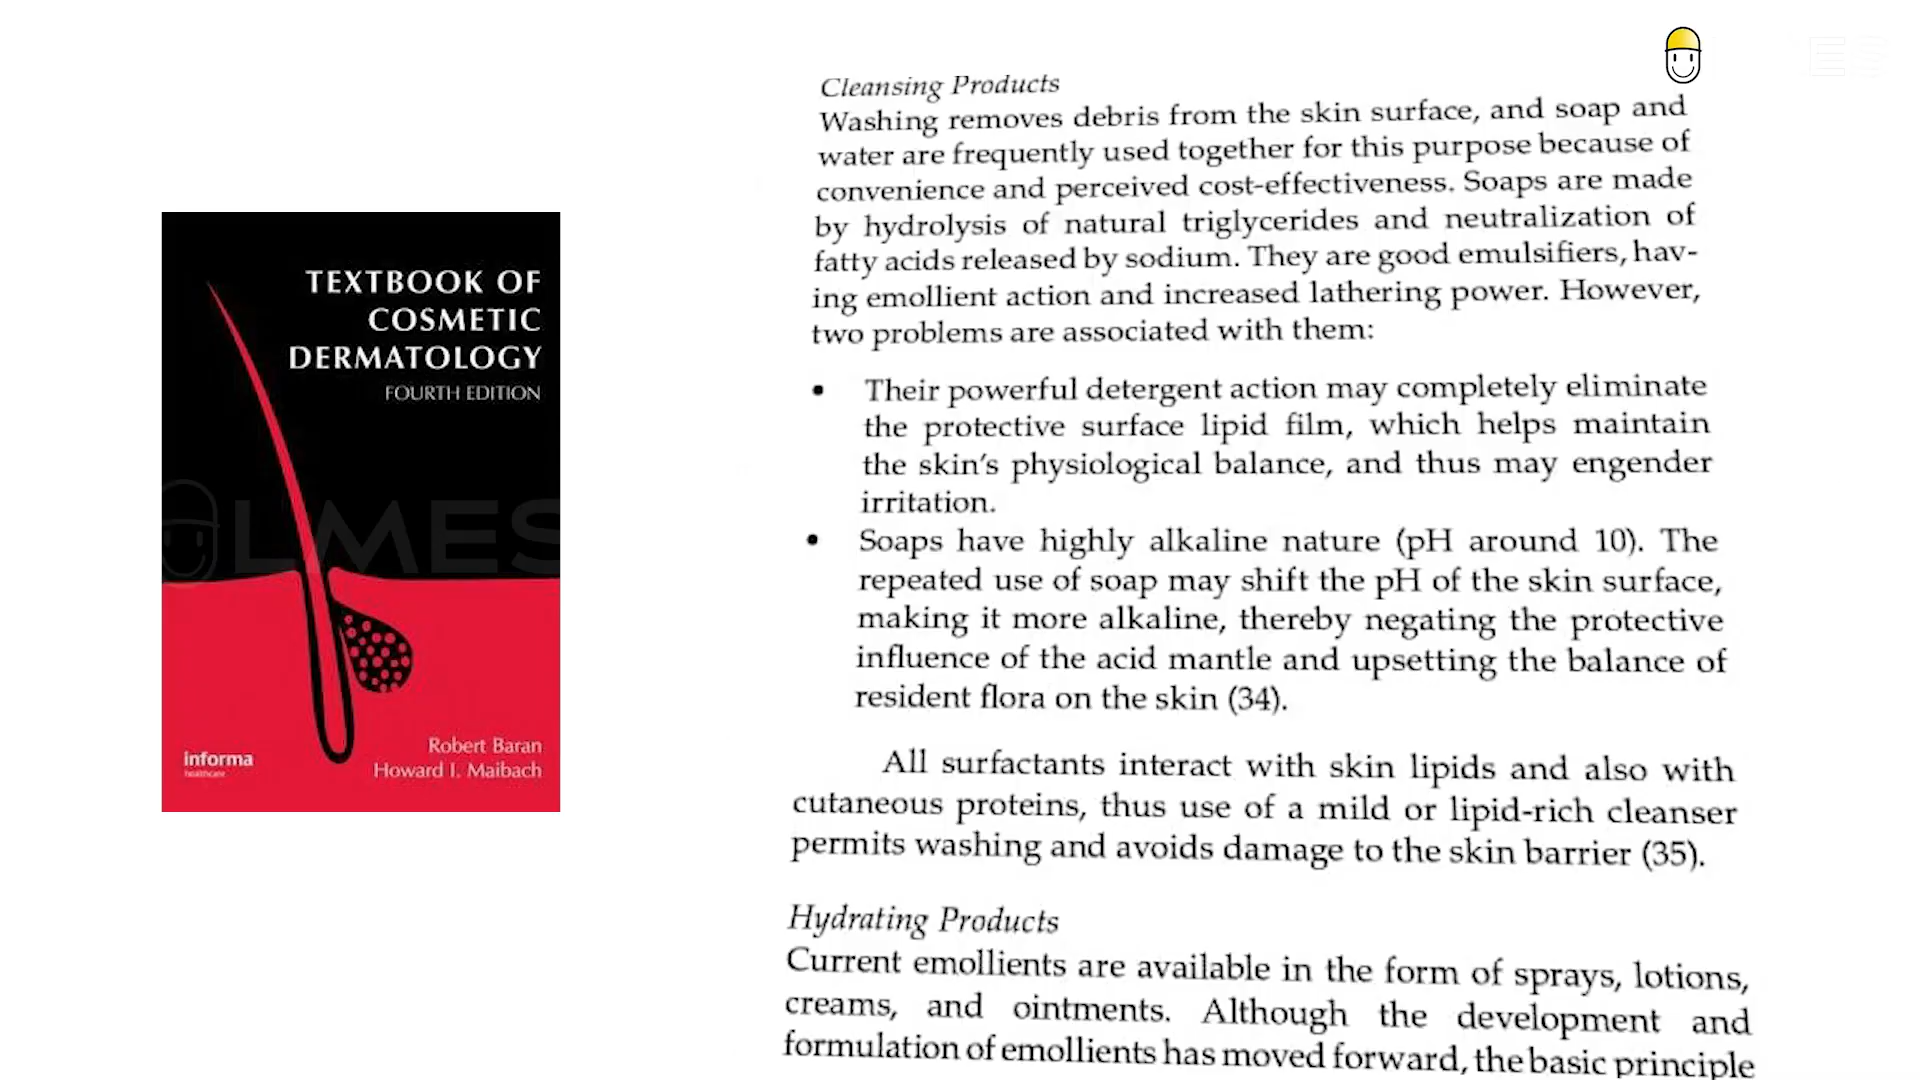 TEXTBOOK OF
COSMETIC
DERMATOLOGY
FOURTH EDITION
LMES
Robert Baran
Howard I. Maibach
informa
healthcare
Cleansing Products
Washing removes debris from the skin surface, and soap and
water are frequently used together for this purpose because of
convenience and perceived cost-effectiveness. Soaps are made
by hydrolysis of natural triglycerides and neutralization of
fatty acids released by sodium. They are good emulsifiers, hav-
ing emollient action and increased lathering power. However,
two problems are associated with them:
• Their powerful detergent action may completely eliminate
the protective surface lipid film, which helps maintain
the skin's physiological balance, and thus may engender
irritation.
• Soaps have highly alkaline nature (pH around 10). The
repeated use of soap may shift the pH of the skin surface,
making it more alkaline, thereby negating the protective
influence of the acid mantle and upsetting the balance of
resident flora on the skin (34).
All surfactants interact with skin lipids and also with
cutaneous proteins, thus use of a mild or lipid-rich cleanser
permits washing and avoids damage to the skin barrier (35).
Hydrating Products
Current emollients are available in the form of sprays, lotions,
creams, and ointments. Although the development and
formulation of emollients has moved forward, the basic principle